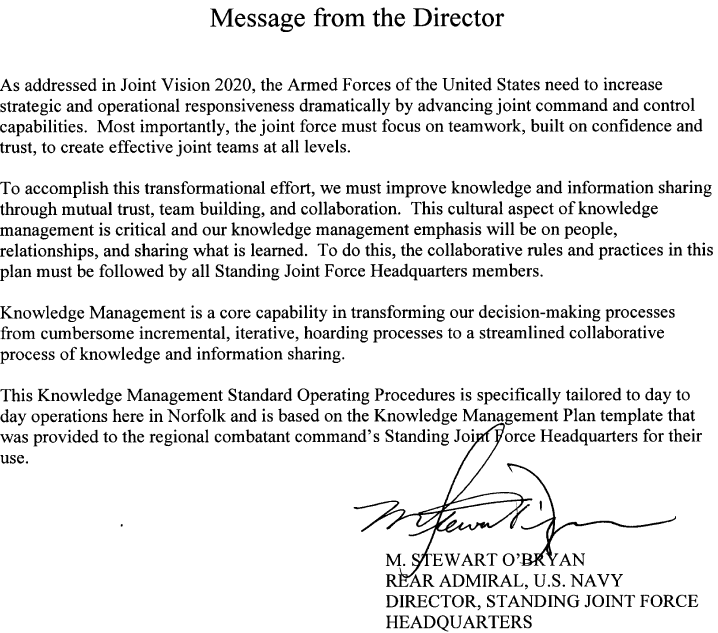 Message from the Director
As addressed in Joint Vision 2020, the Armed Forces of the United States need to increase
strategic and operational responsiveness dramatically by advancing joint command and control
capabilities.  Most importantly, the joint force must focus on teamwork, built on confidence and
trust, to create effective joint teams at all levels.
To accomplish this transformational effort, we must improve knowledge and information sharing
through mutual trust, team building, and collaboration.  This cultural aspect of knowledge
management is critical and our knowledge management emphasis will be on people,
relationships, and sharing what is learned.  To do this, the collaborative rules and practices in this
plan must be followed by all Standing Joint Force Headquarters members.
Knowledge Management is a core capability in transforming our decision-making processes
from cumbersome incremental, iterative, hoarding processes to a streamlined collaborative
process of knowledge and information sharing.
This Knowledge Management Standard Operating Procedures is specifically tailored to day to
day operations here in Norfolk and is based on the Knowledge Management Plan template that
was provided to the regional combatant command's Standing Joint Force Headquarters for their
use.
M. STEWART O'BRYAN
REAR ADMIRAL, U.S. NAVY
DIRECTOR, STANDING JOINT FORCE
HEADQUARTERS